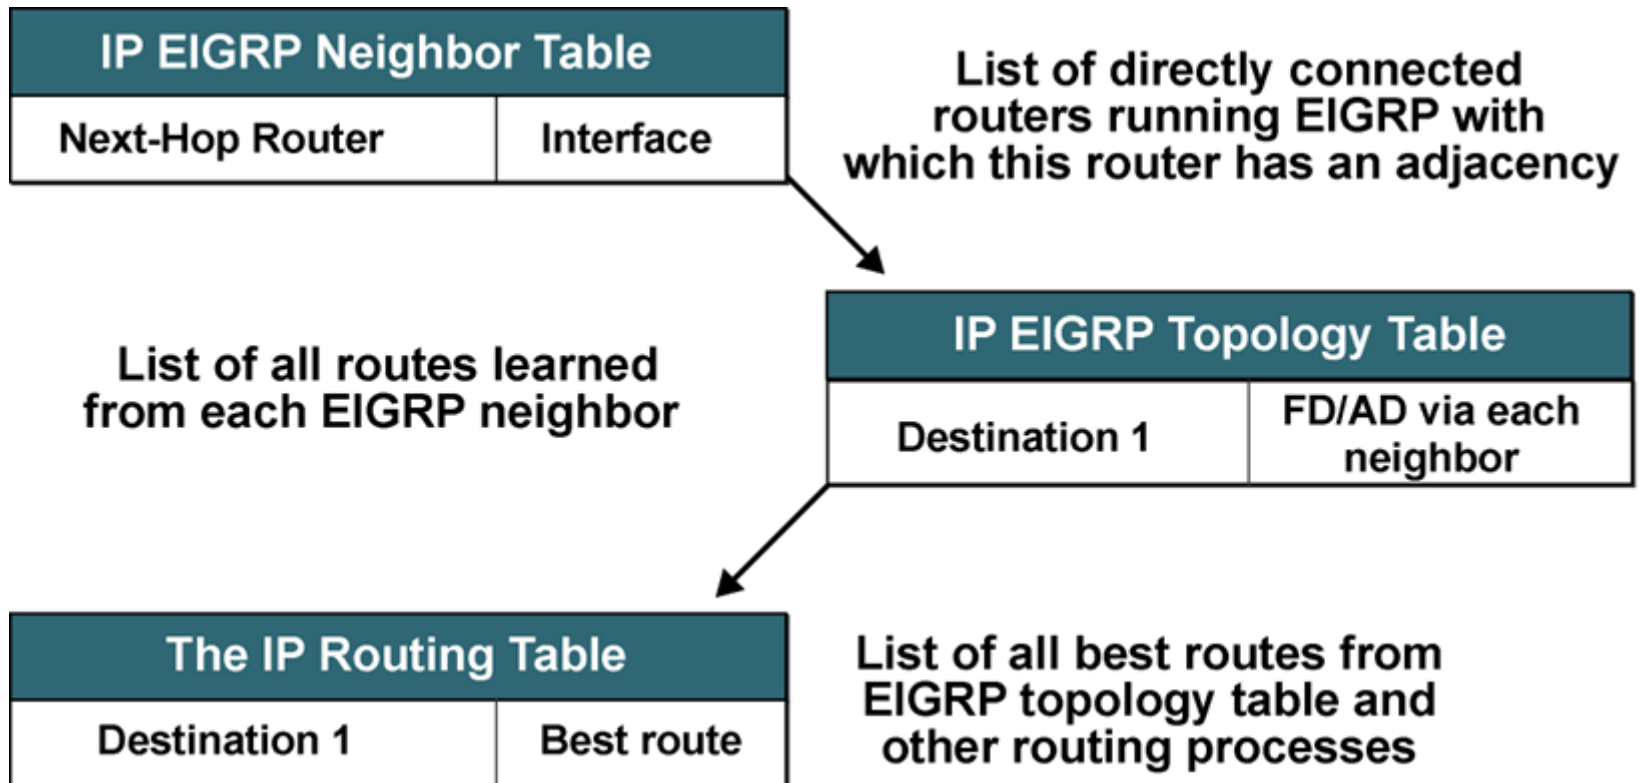 IP EIGRP Neighbor Table
Next-Hop Router
Interface
List of directly connected
routers running EIGRP with
which this router has an adjacency
List of all routes learned
from each EIGRP neighbor
IP EIGRP Topology Table
Destination 1
FD/AD via each
neighbor
The IP Routing Table
Destination 1
Best route
List of all best routes from
EIGRP topology table and
other routing processes